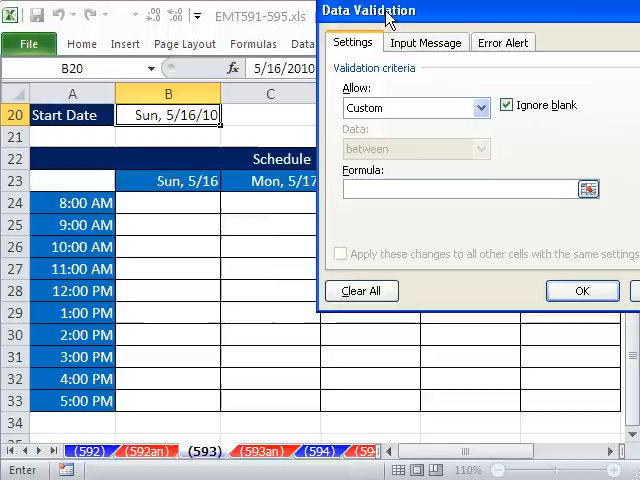 EMT591-595.xls
Data Validation
File Home Insert Page Layout Formulas
B20 fx 5/16/2010
A B C
20 Start Date Sun, 5/16/10
21
22 Schedule
23 Sun, 5/16 Mon, 5/17
24 8:00 AM
25 9:00 AM
26 10:00 AM
27 11:00 AM
28 12:00 PM
29 1:00 PM
30 2:00 PM
31 3:00 PM
32 4:00 PM
33 5:00 PM
34
Settings Input Message Error Alert
Validation criteria
Allow:
Custom Ignore blank
Data:
between
Formula:
Apply these changes to all other cells with the same settings
Clear All OK
(592) (592an) (593) (593an) (594) (594
Enter 110%